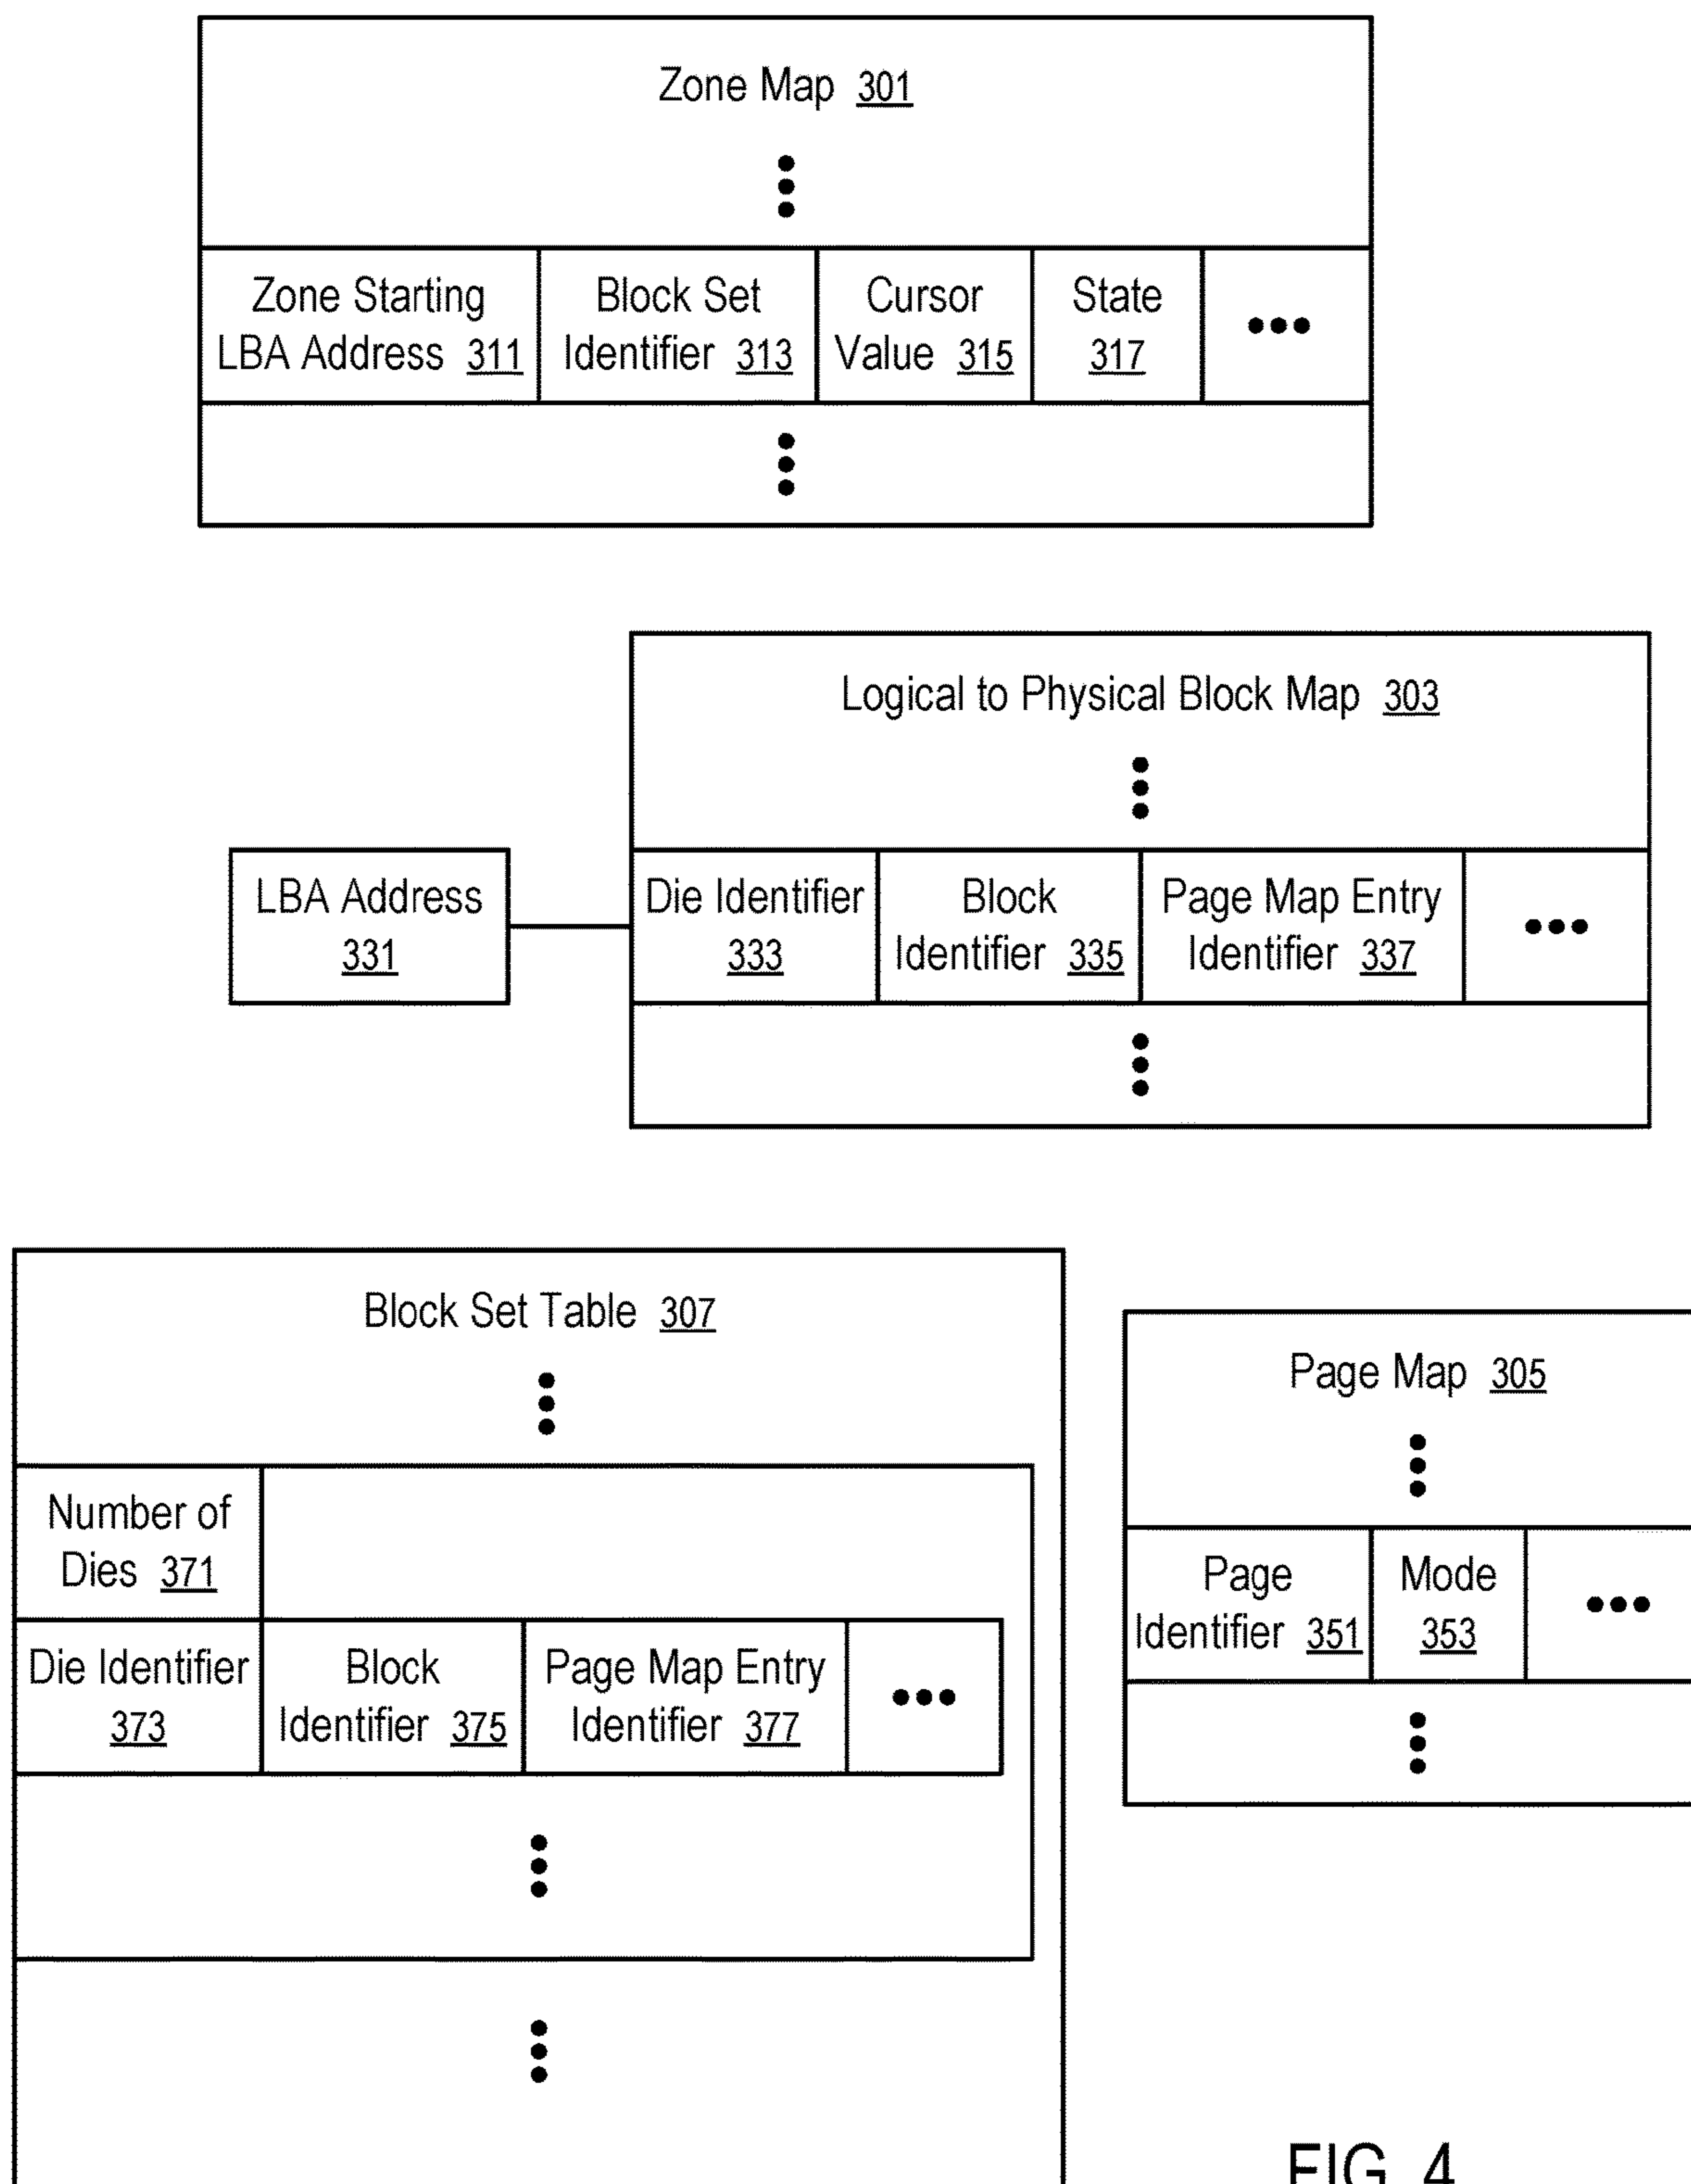 Zone Map 301
Zone Starting
LBA Address 311
Block Set
Identifier 313
Cursor
Value 315
State
317
Logical to Physical Block Map 303
LBA Address
331
Die Identifier
333
Block
Identifier 335
Page Map Entry
Identifier 337
Block Set Table 307
Number of
Dies 371
Die Identifier
373
Block
Identifier 375
Page Map Entry
Identifier 377
Page Map 305
Page
Identifier 351
Mode
353
FIG. 4